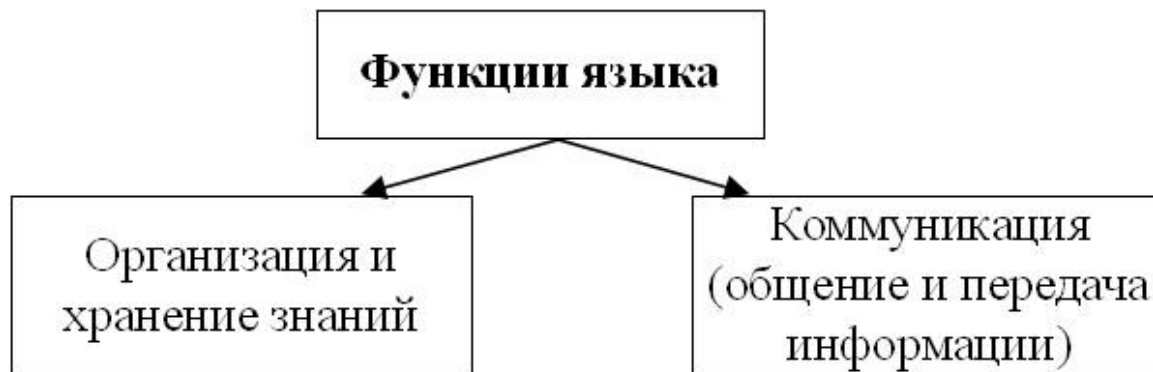 Функции языка
Организация и
хранение знаний
Коммуникация
(общение и передача
информации)